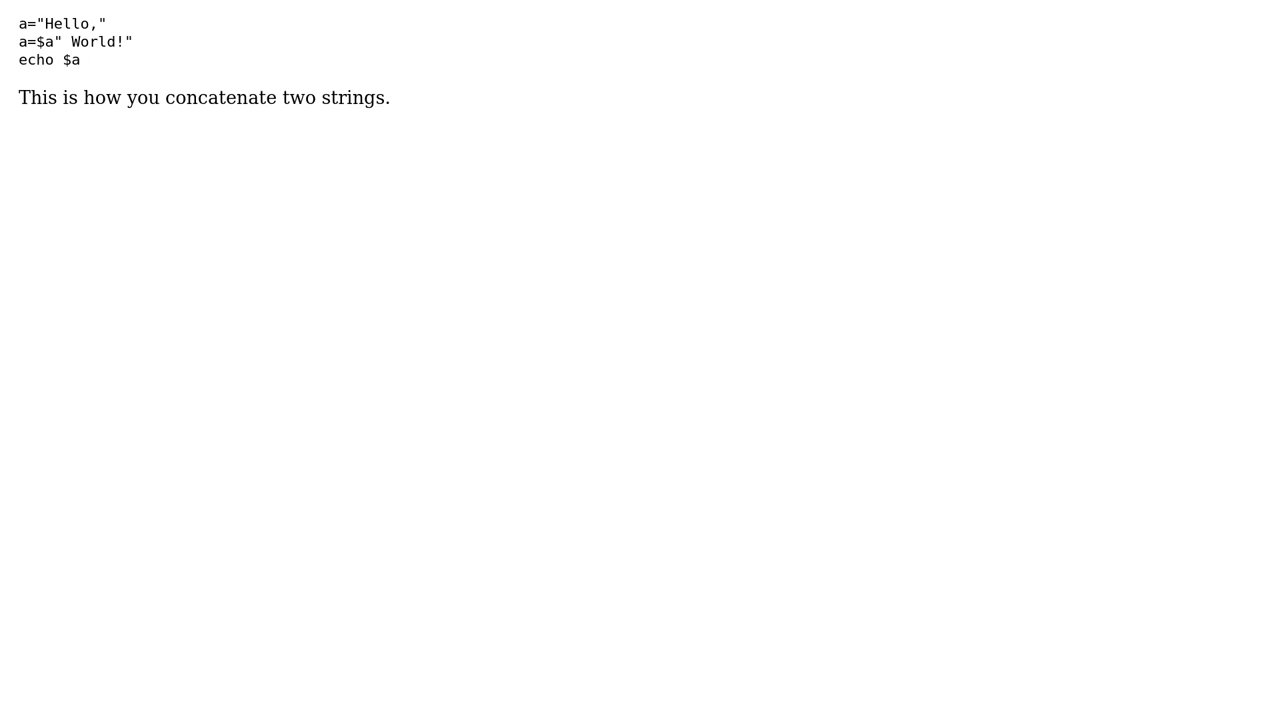 a="Hello,"
a=$a" World!"
echo $a
This is how you concatenate two strings.